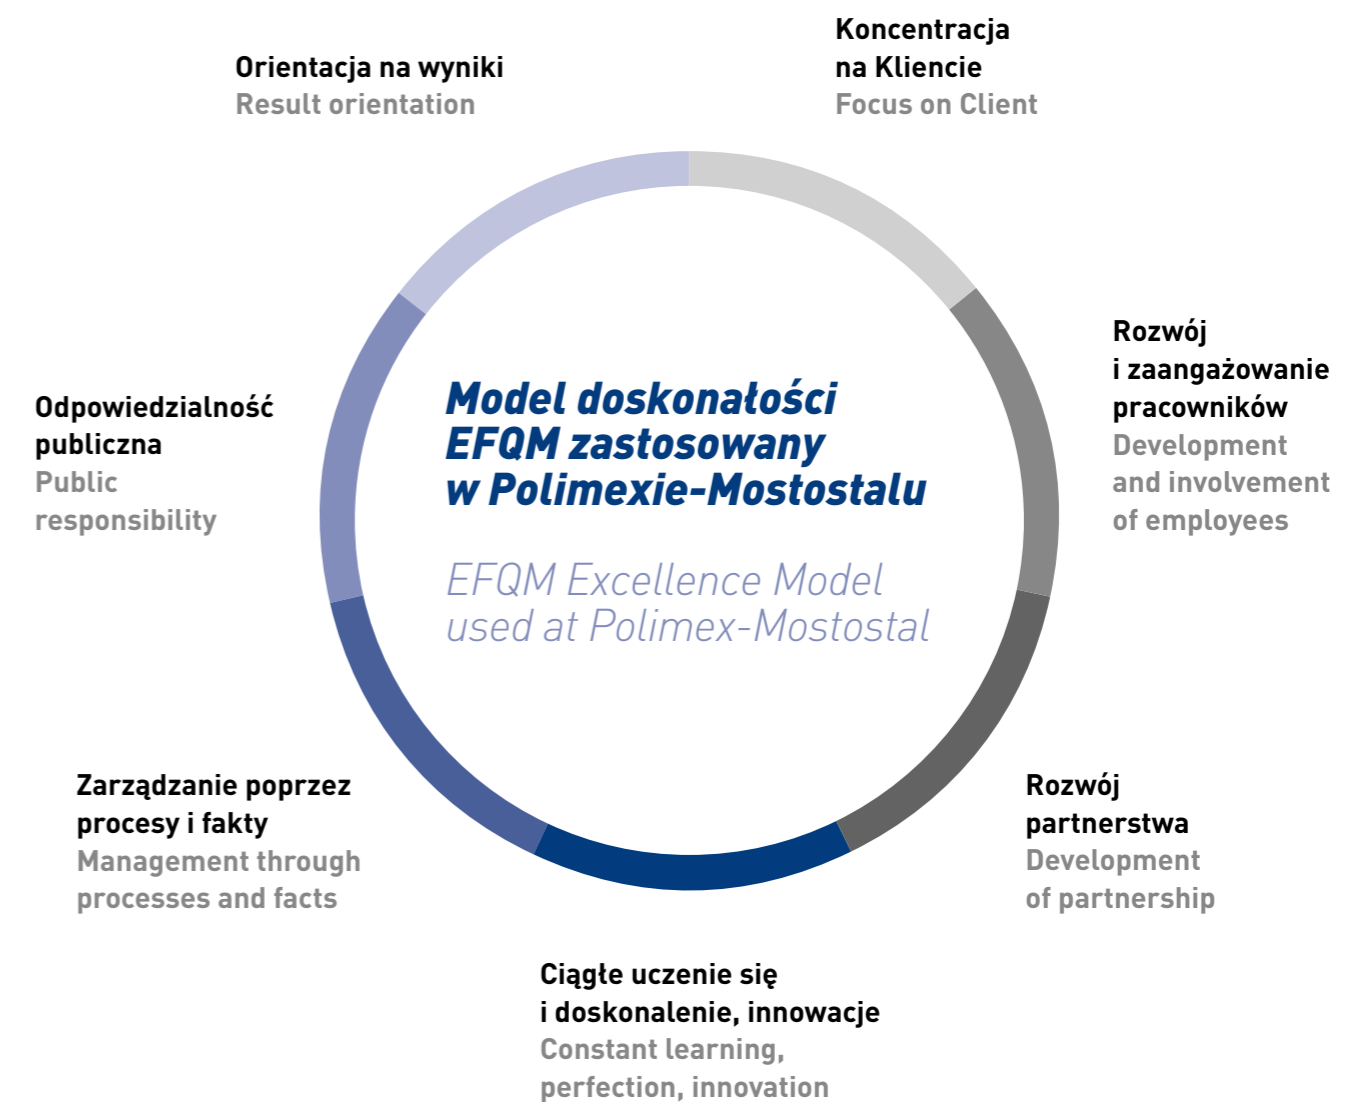 Koncentracja
na Kliencie
Focus on Client
Orientacja na wyniki
Result orientation
Rozwój
i zaangażowanie
pracowników
Development
and involvement
of employees
Odpowiedzialność
publiczna
Public
responsibility
Model doskonałości
EFQM zastosowany
w Polimexie-Mostostalu
EFQM Excellence Model
used at Polimex-Mostostal
Zarządzanie poprzez
procesy i fakty
Management through
processes and facts
Rozwój
partnerstwa
Development
of partnership
Ciągłe uczenie się
i doskonalenie, innowacje
Constant learning,
perfection, innovation